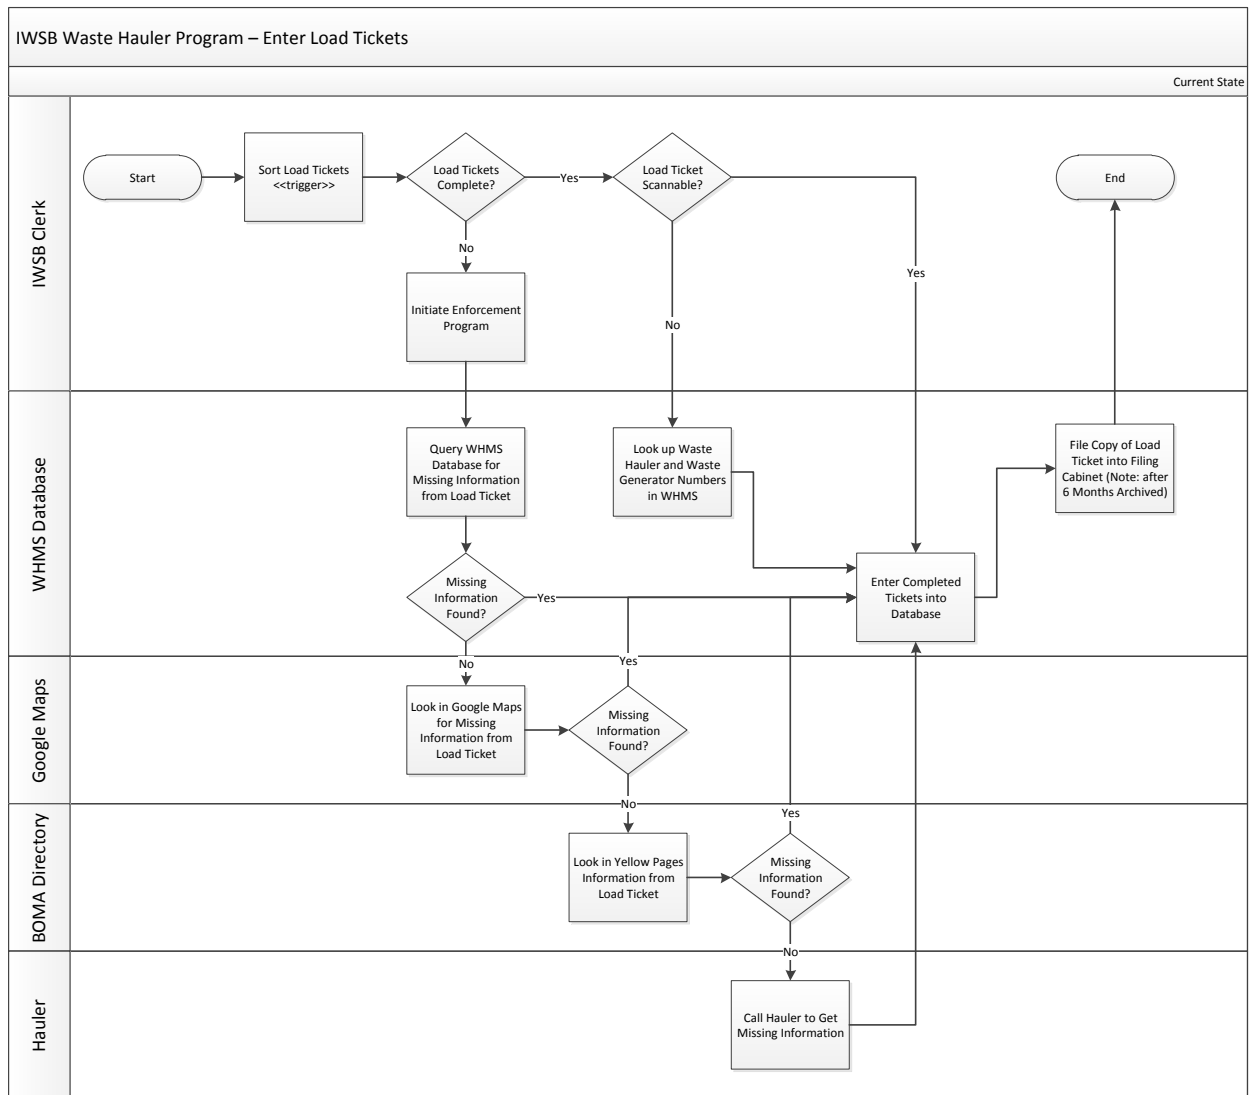 IWSB Waste Hauler Program – Enter Load Tickets
Current State
IWSB Clerk
Start
Sort Load Tickets
<<trigger>>
Load Tickets
Complete?
Yes
Load Ticket
Scannable?
End
No
Initiate Enforcement
Program
No
Yes
WHMS Database
Query WHMS
Database for
Missing Information
from Load Ticket
Look up Waste
Hauler and Waste
Generator Numbers
in WHMS
File Copy of Load
Ticket into Filing
Cabinet (Note: after
6 Months Archived)
Missing
Information
Found?
Yes
Enter Completed
Tickets into
Database
No
Yes
Google Maps
Look in Google Maps
for Missing
Information from
Load Ticket
Missing
Information
Found?
No
Yes
BOMA Directory
Look in Yellow Pages
Information from
Load Ticket
Missing
Information
Found?
No
Hauler
Call Hauler to Get
Missing Information